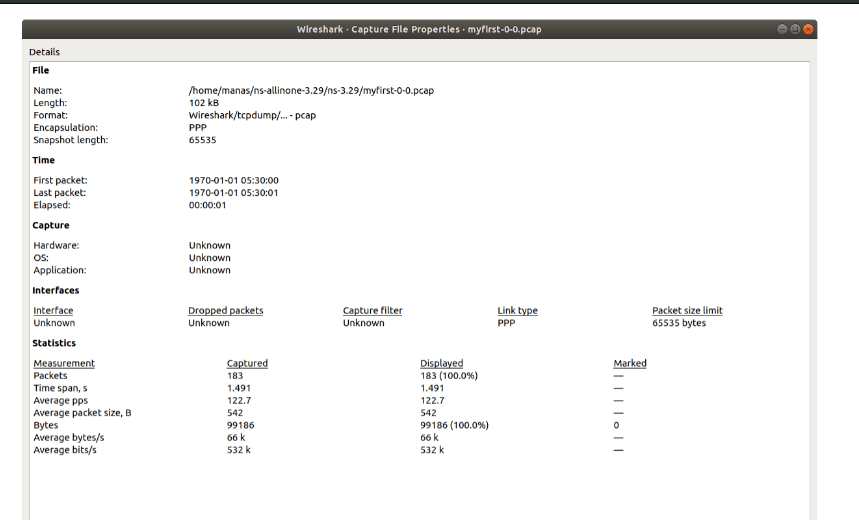 Wireshark · Capture File Properties · myfirst-0-0.pcap
Details
File
Name: /home/manas/ns-allinone-3.29/ns-3.29/myfirst-0-0.pcap
Length: 102 kB
Format: Wireshark/tcpdump/... - pcap
Encapsulation: PPP
Snapshot length: 65535
Time
First packet: 1970-01-01 05:30:00
Last packet: 1970-01-01 05:30:01
Elapsed: 00:00:01
Capture
Hardware: Unknown
OS: Unknown
Application: Unknown
Interfaces
Interface Dropped packets Capture filter Link type Packet size limit
Unknown Unknown Unknown PPP 65535 bytes
Statistics
Measurement Captured Displayed Marked
Packets 183 183 (100.0%) —
Time span, s 1.491 1.491 —
Average pps 122.7 122.7 —
Average packet size, B 542 542 —
Bytes 99186 99186 (100.0%) 0
Average bytes/s 66 k 66 k —
Average bits/s 532 k 532 k —